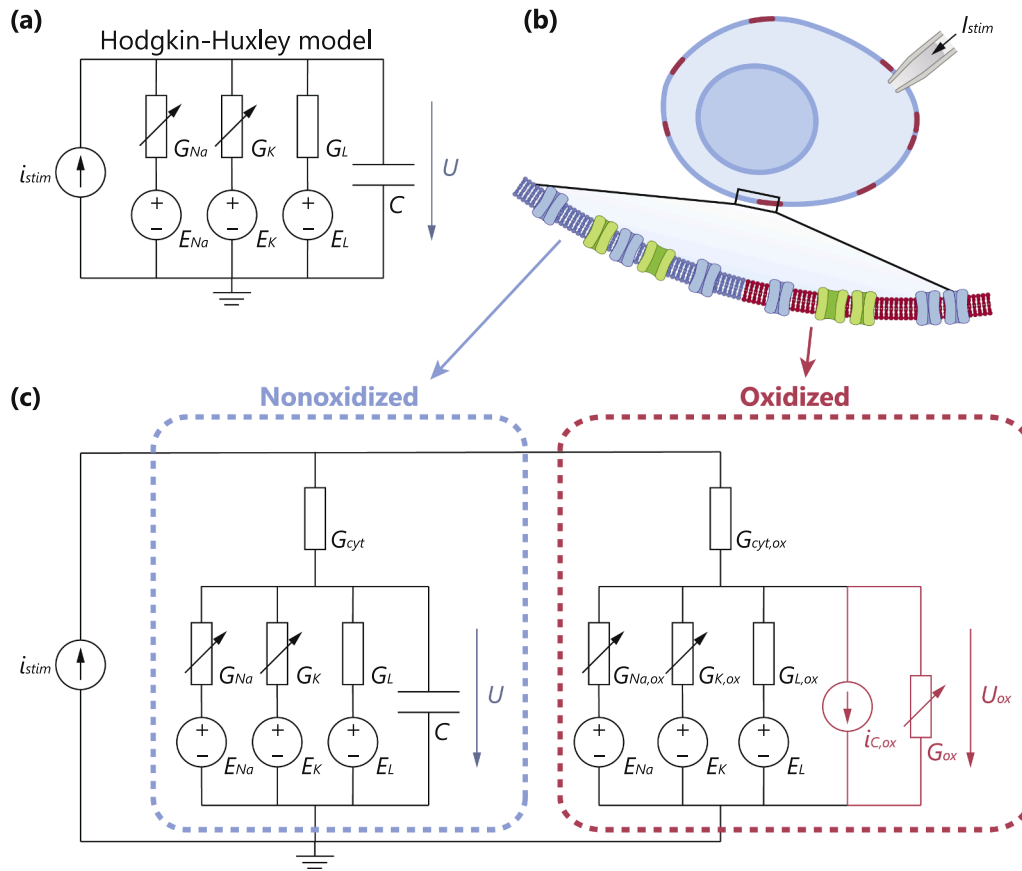 (a)
Hodgkin-Huxley model
istim
GNa
GK
GL
C
U
ENa
EK
EL
+
−
+
−
+
−
(b)
Istim
Nonoxidized
Oxidized
(c)
istim
Gcyt
GNa
GK
GL
C
U
ENa
EK
EL
+
−
+
−
+
−
Gcyt,ox
GNa,ox
GK,ox
GL,ox
iC,ox
Gox
Uox
ENa
EK
EL
+
−
+
−
+
−